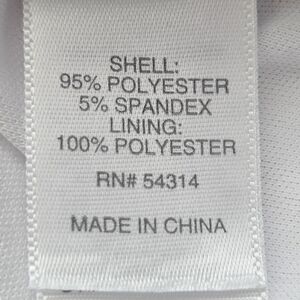 SHELL:
95% POLYESTER
5% SPANDEX
LINING:
100% POLYESTER
RN# 54314
MADE IN CHINA